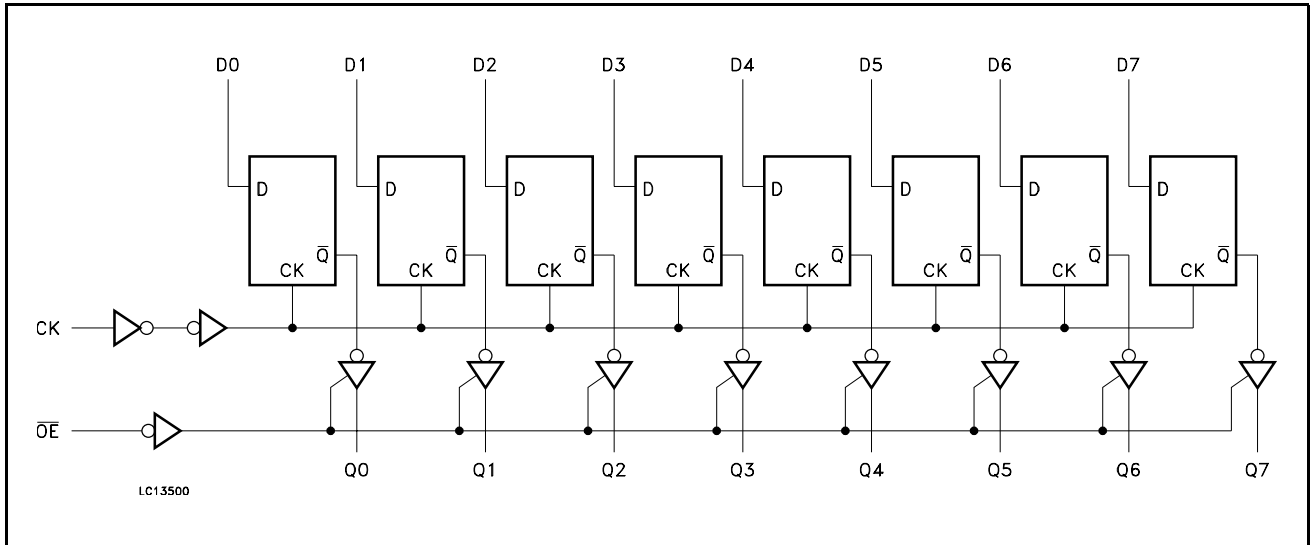 D0 D1 D2 D3 D4 D5 D6 D7
D D D D D D D D
Q̅ Q̅ Q̅ Q̅ Q̅ Q̅ Q̅ Q̅
CK CK CK CK CK CK CK CK
CK
O̅E̅
Q0 Q1 Q2 Q3 Q4 Q5 Q6 Q7
LC13500